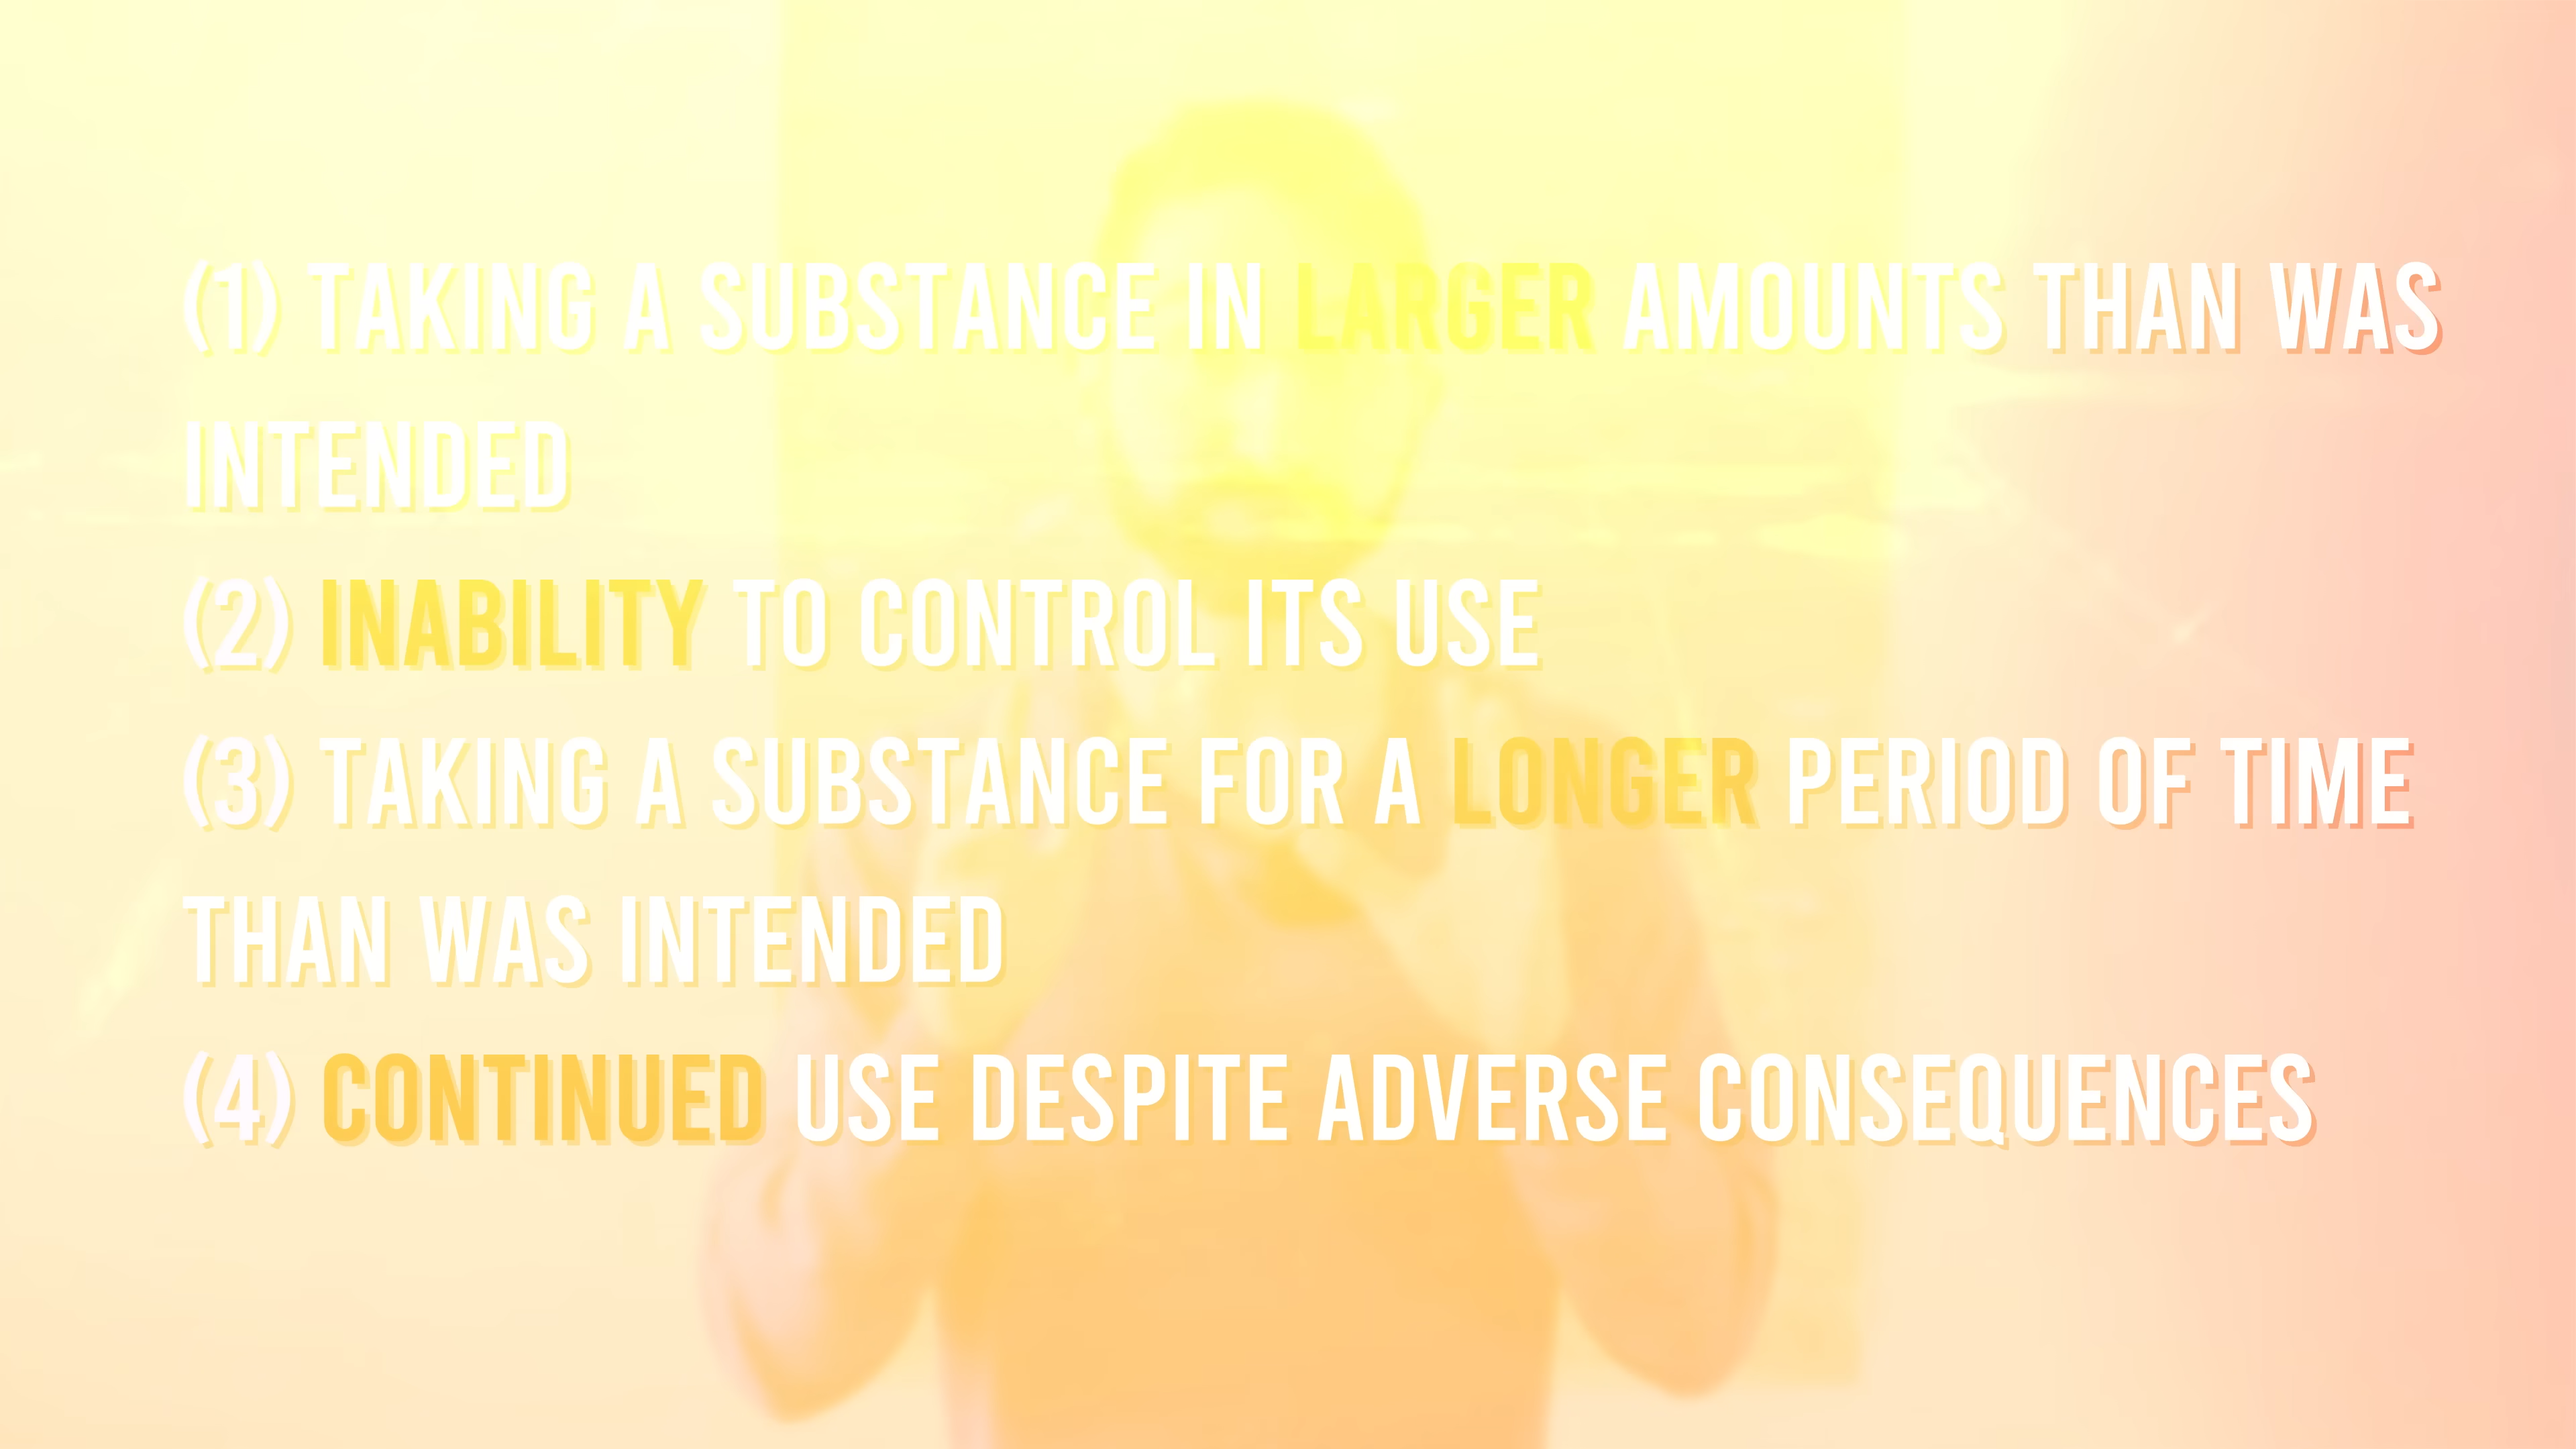 (1) TAKING A SUBSTANCE IN LARGER AMOUNTS THAN WAS
INTENDED
(2) INABILITY TO CONTROL ITS USE
(3) TAKING A SUBSTANCE FOR A LONGER PERIOD OF TIME
THAN WAS INTENDED
(4) CONTINUED USE DESPITE ADVERSE CONSEQUENCES